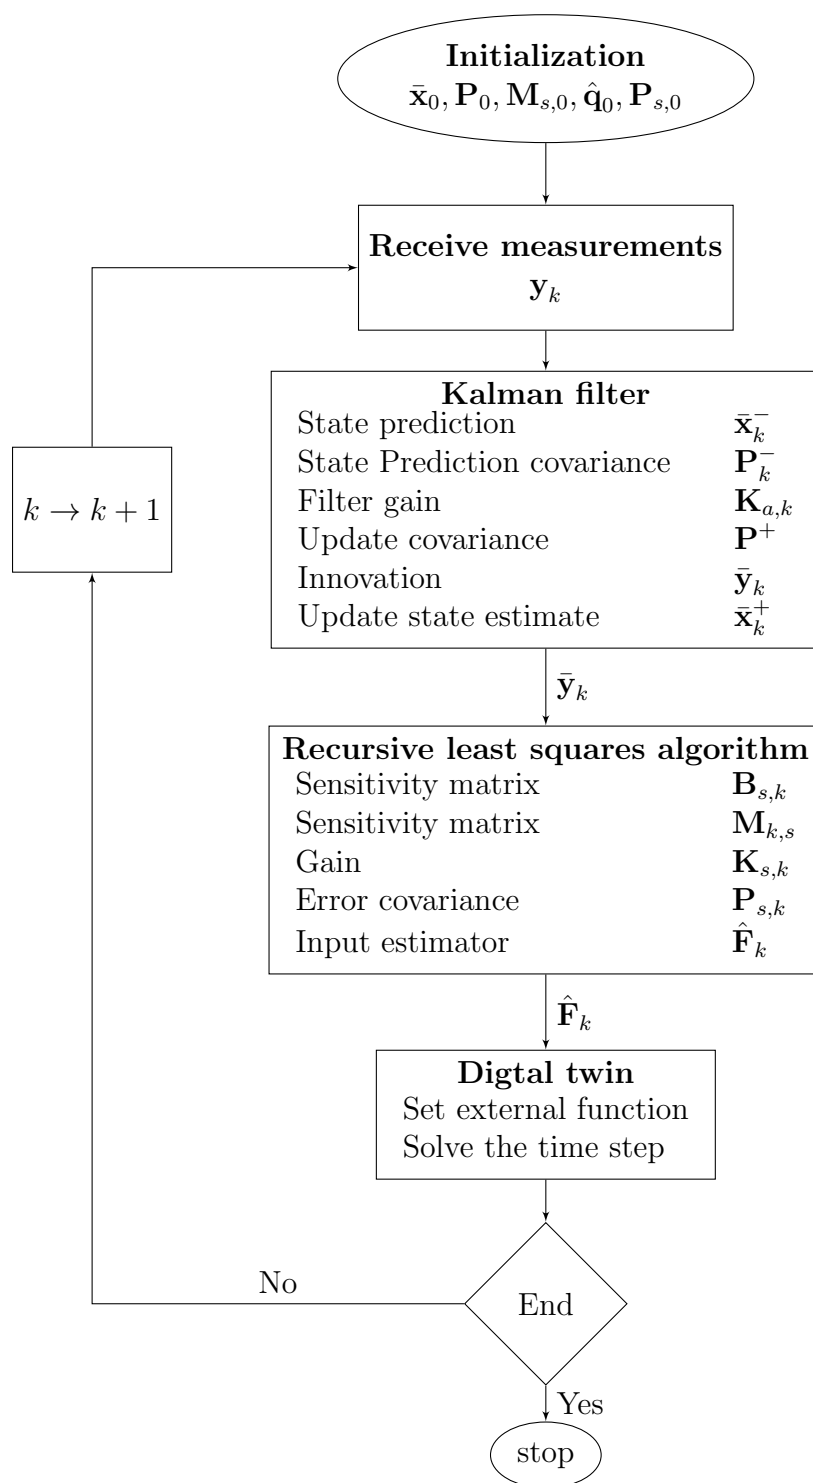 Initialization
x̄₀, P₀, M_{s,0}, q̂₀, P_{s,0}
Receive measurements
y_k
Kalman filter
State prediction x̄_k^−
State Prediction covariance P_k^−
k → k + 1
Filter gain K_{a,k}
Update covariance P^+
Innovation ȳ_k
Update state estimate x̄_k^+
ȳ_k
Recursive least squares algorithm
Sensitivity matrix B_{s,k}
Sensitivity matrix M_{k,s}
Gain K_{s,k}
Error covariance P_{s,k}
Input estimator F̂_k
F̂_k
Digtal twin
Set external function
Solve the time step
No
End
Yes
stop